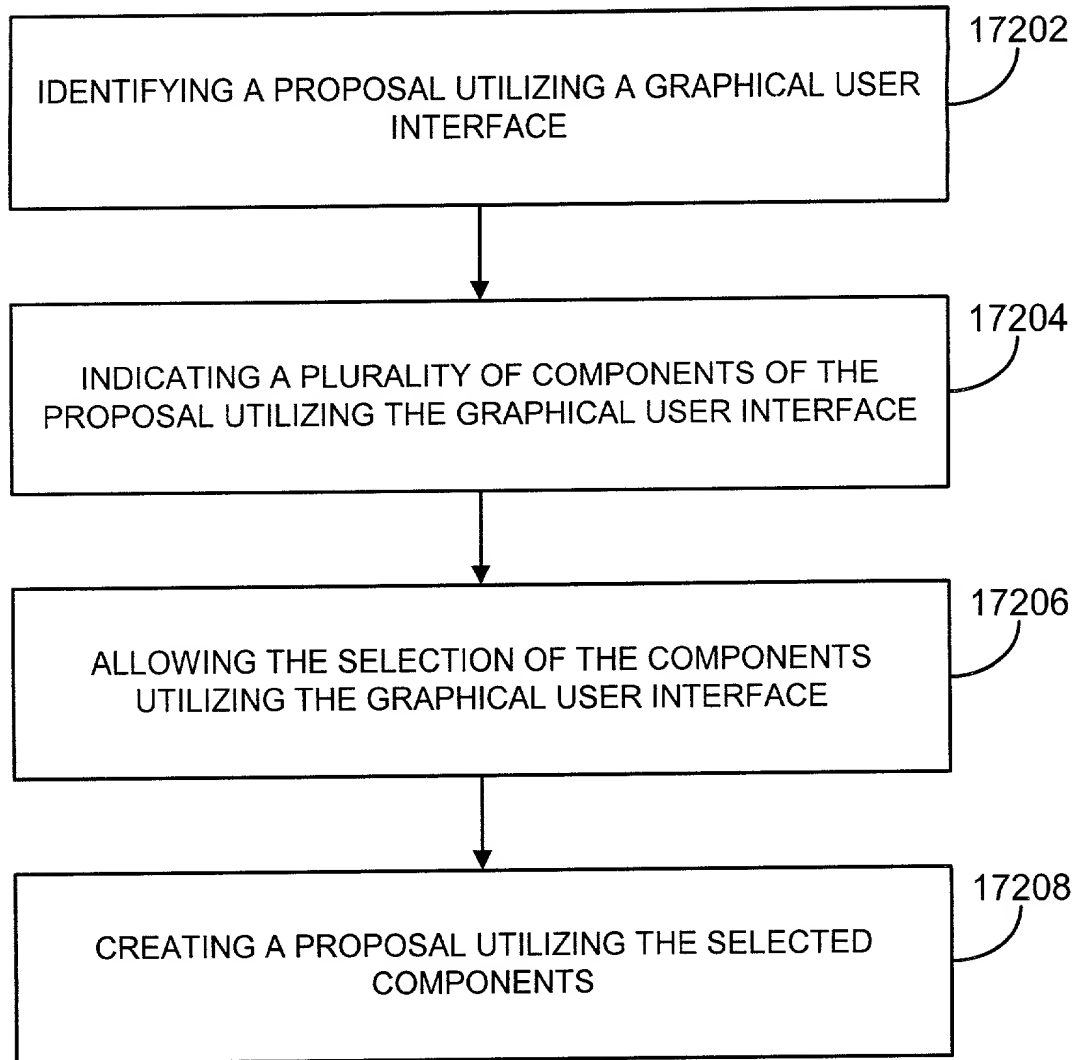 17202
IDENTIFYING A PROPOSAL UTILIZING A GRAPHICAL USER
INTERFACE
17204
INDICATING A PLURALITY OF COMPONENTS OF THE
PROPOSAL UTILIZING THE GRAPHICAL USER INTERFACE
17206
ALLOWING THE SELECTION OF THE COMPONENTS
UTILIZING THE GRAPHICAL USER INTERFACE
17208
CREATING A PROPOSAL UTILIZING THE SELECTED
COMPONENTS